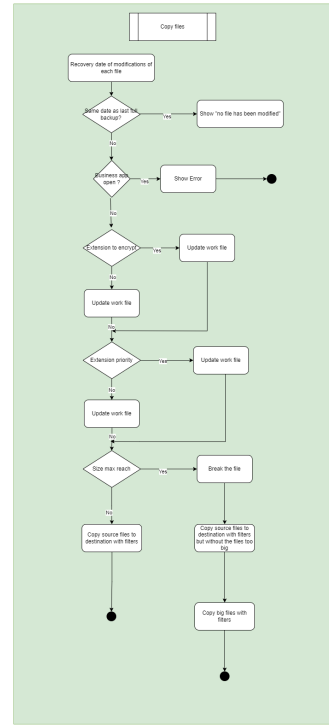 Copy files
Recovery date of modifications of
each file
Same date as last full
backup?
Yes
Show "no file has been modified"
No
Business app
open ?
Yes
Show Error
No
Extension to encrypt
Yes
Update work file
No
Update work file
No
Extension priority
Yes
Update work file
No
Update work file
No
Size max reach
Yes
Break the file
No
Copy source files to
destination with filters
Copy source files to
destination with filters
but without the files too
big
Copy big files with
filters